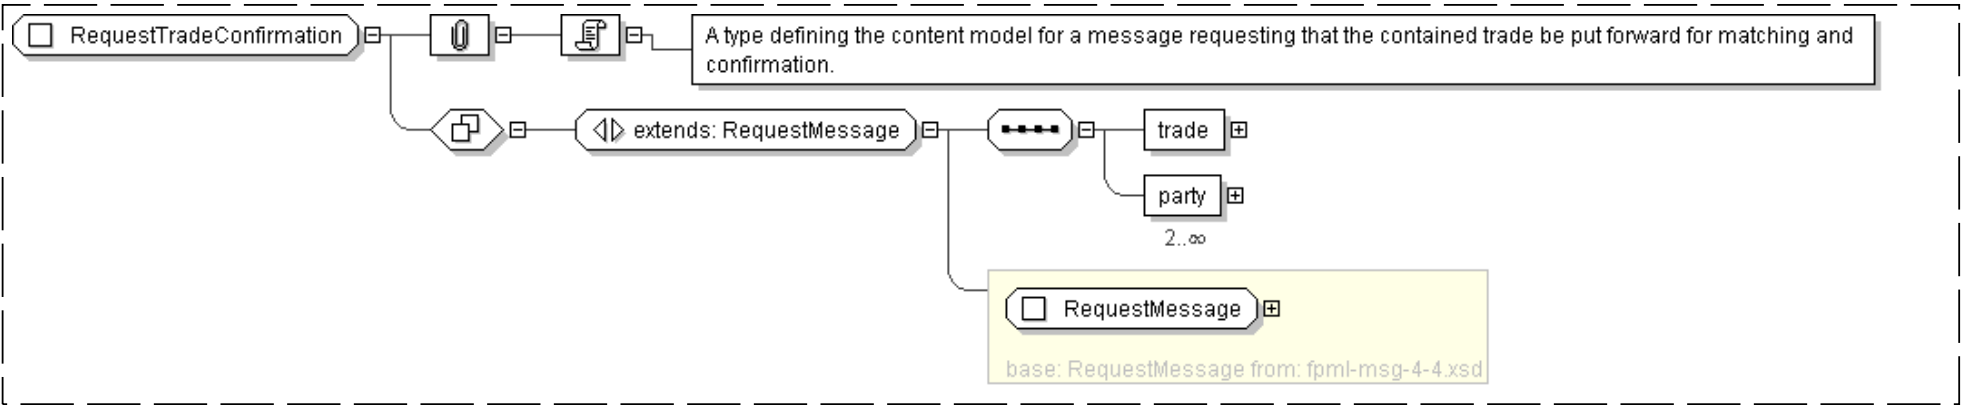 RequestTradeConfirmation
A type defining the content model for a message requesting that the contained trade be put forward for matching and
confirmation.
extends: RequestMessage
trade
party
2..∞
RequestMessage
base: RequestMessage from: fpml-msg-4-4.xsd